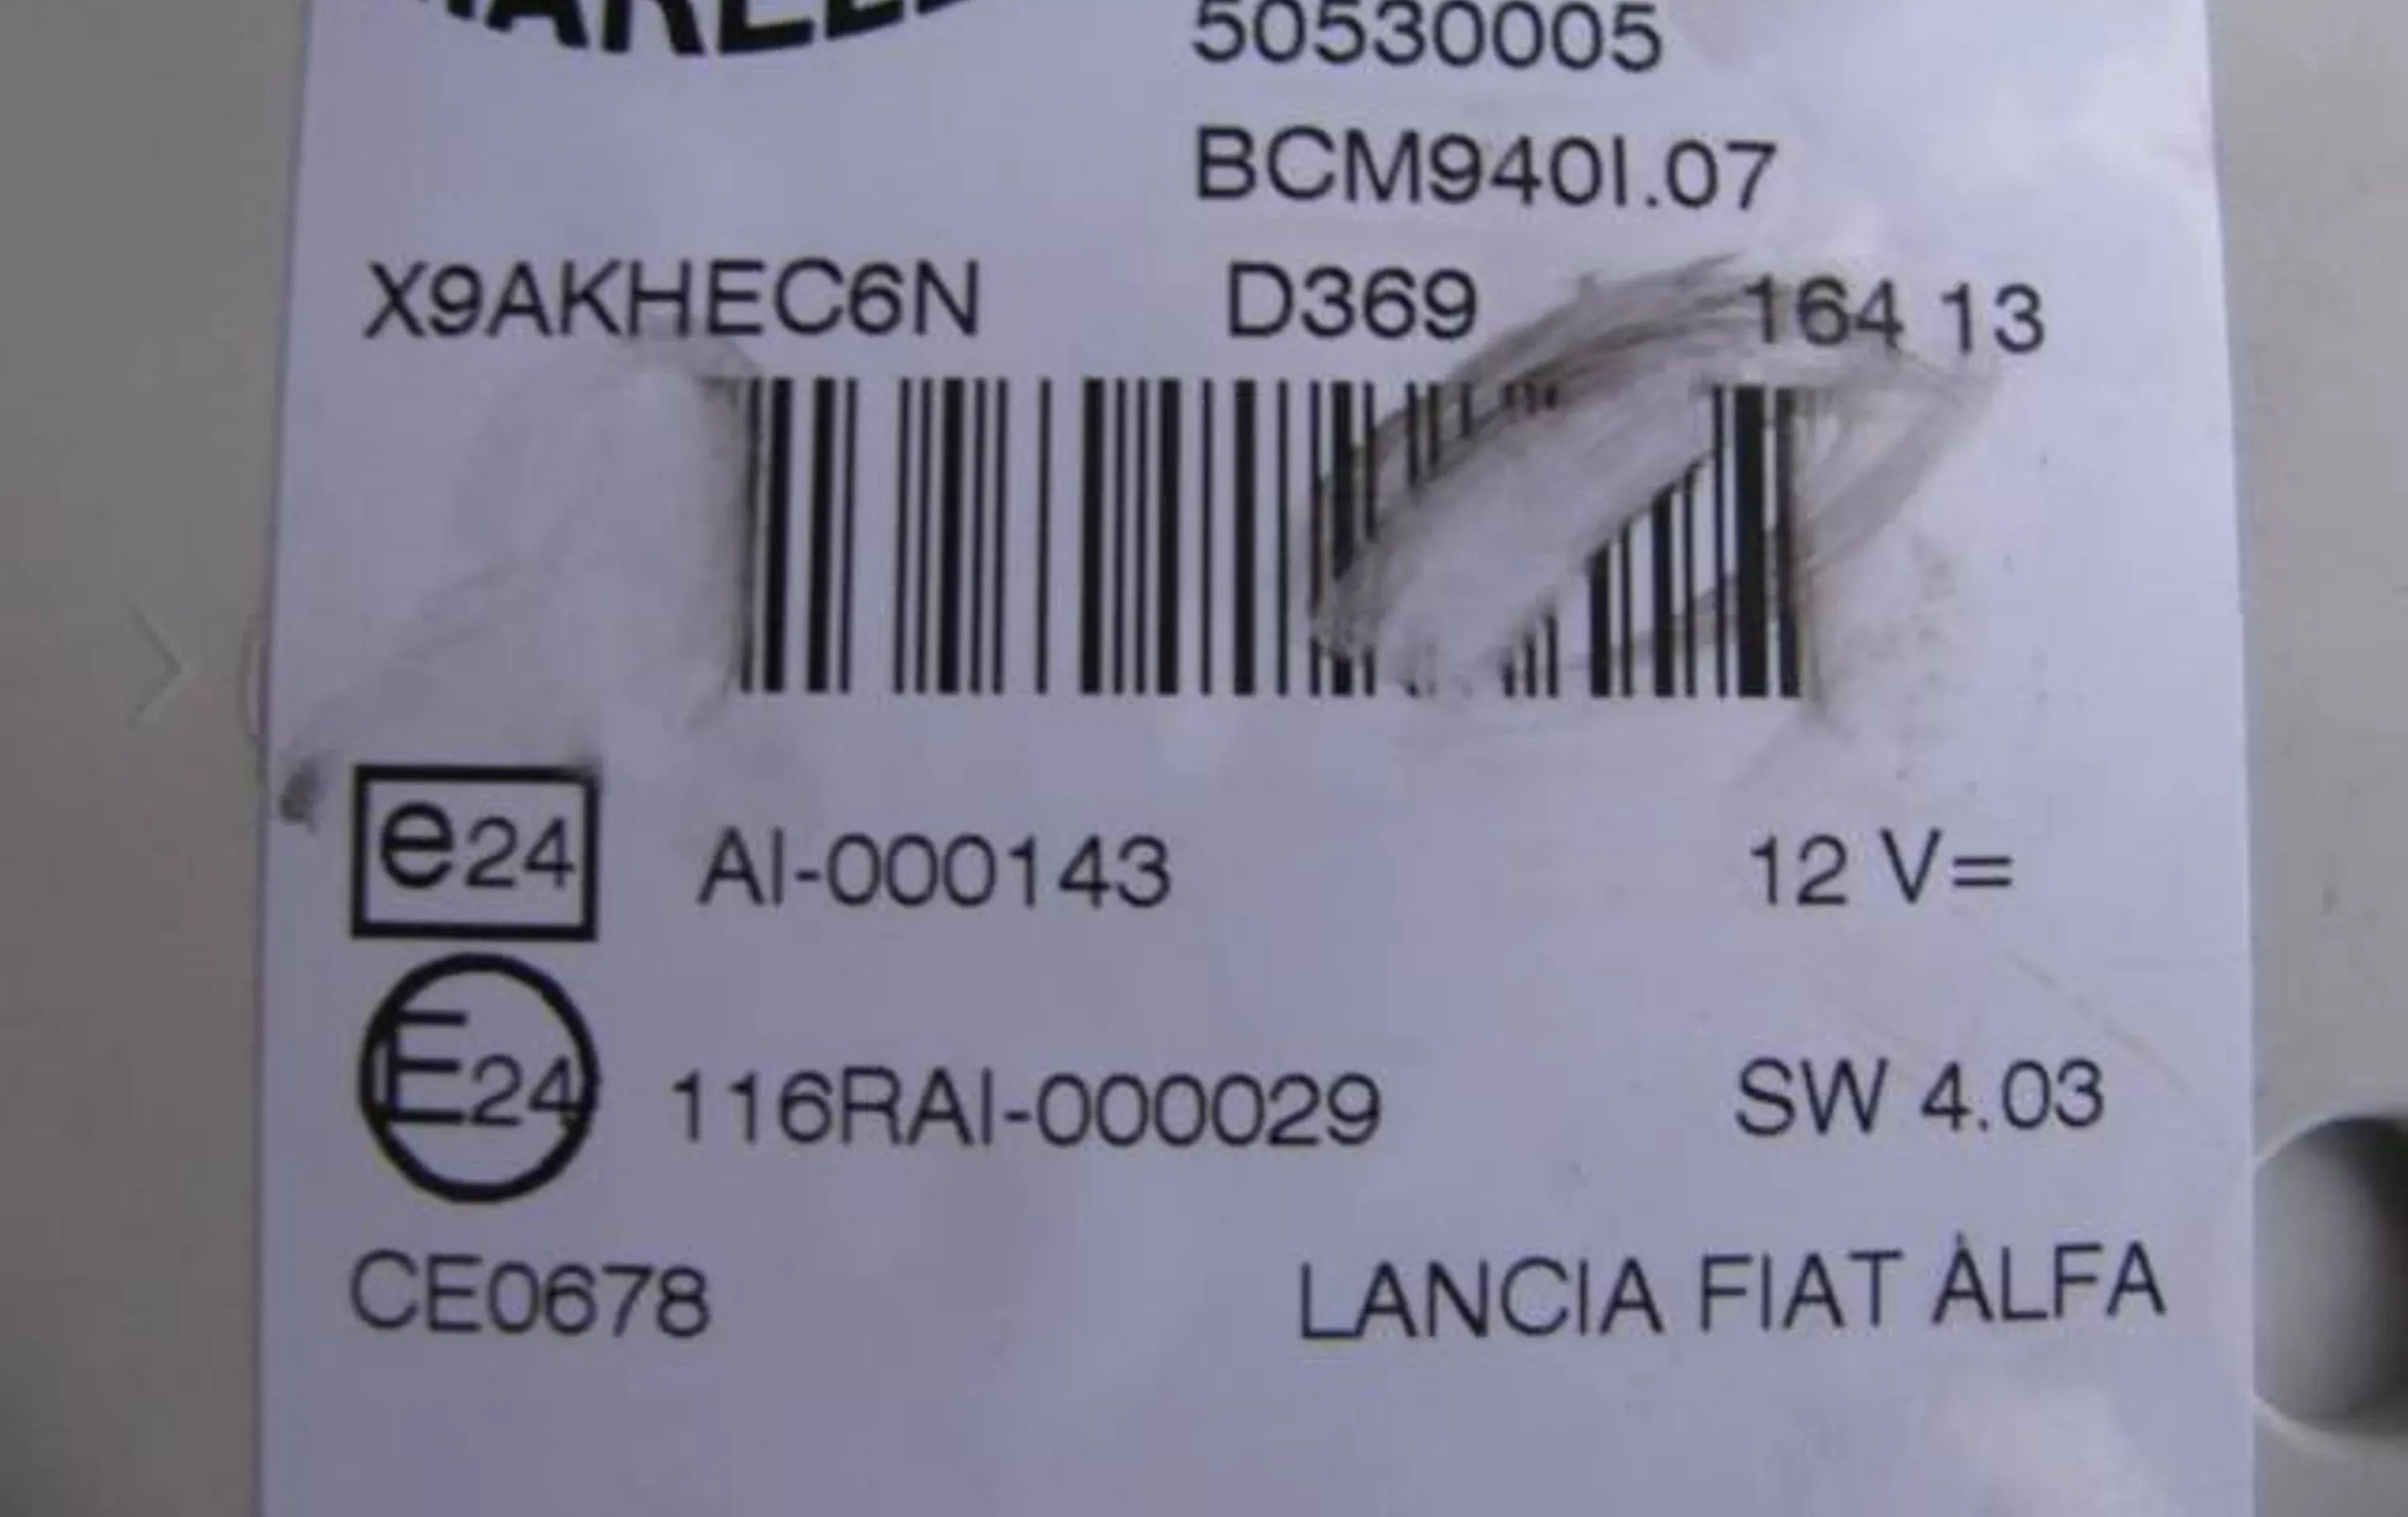 50530005
BCM940I.07
X9AKHEC6N D369 164 13
e24 AI-000143 12 V=
E24 116RAI-000029 SW 4.03
CE0678 LANCIA FIAT ALFA